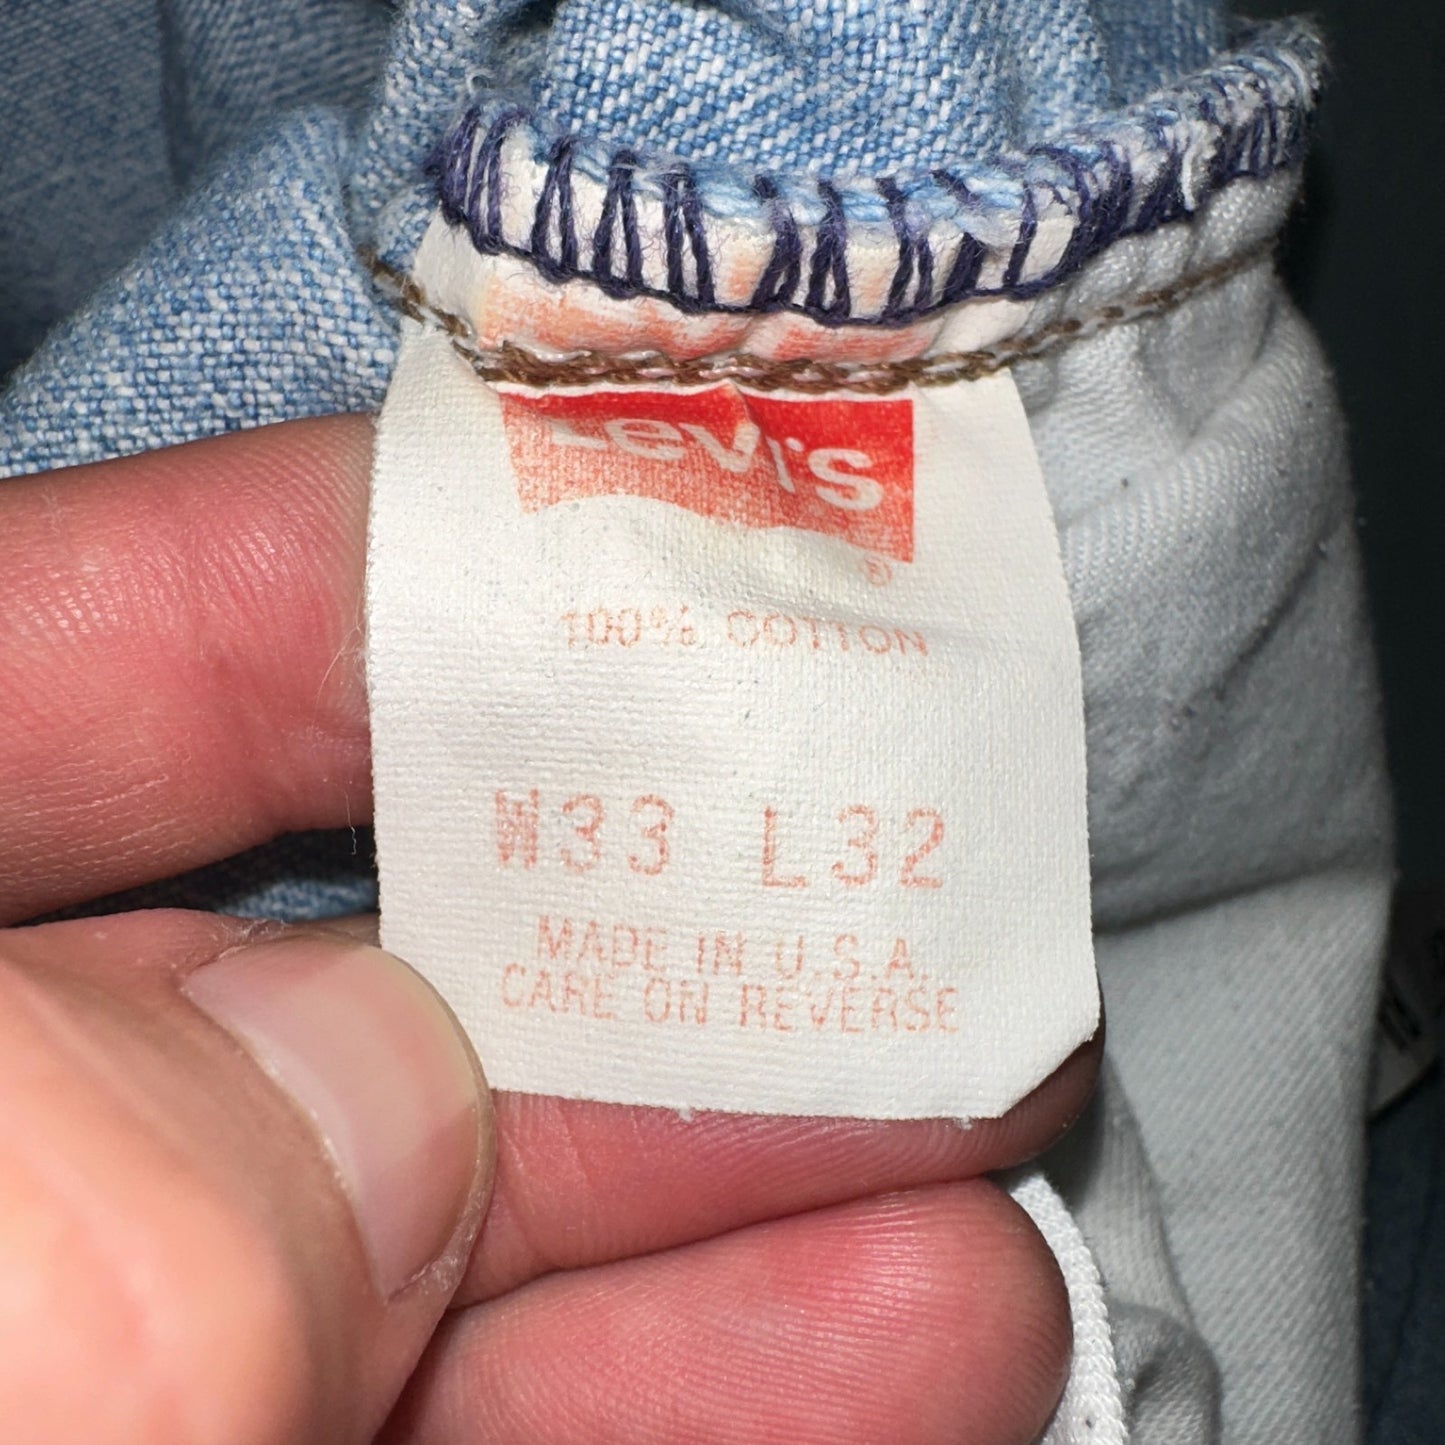 Levi's
®
100% COTTON
W33 L32
MADE IN U.S.A.
CARE ON REVERSE